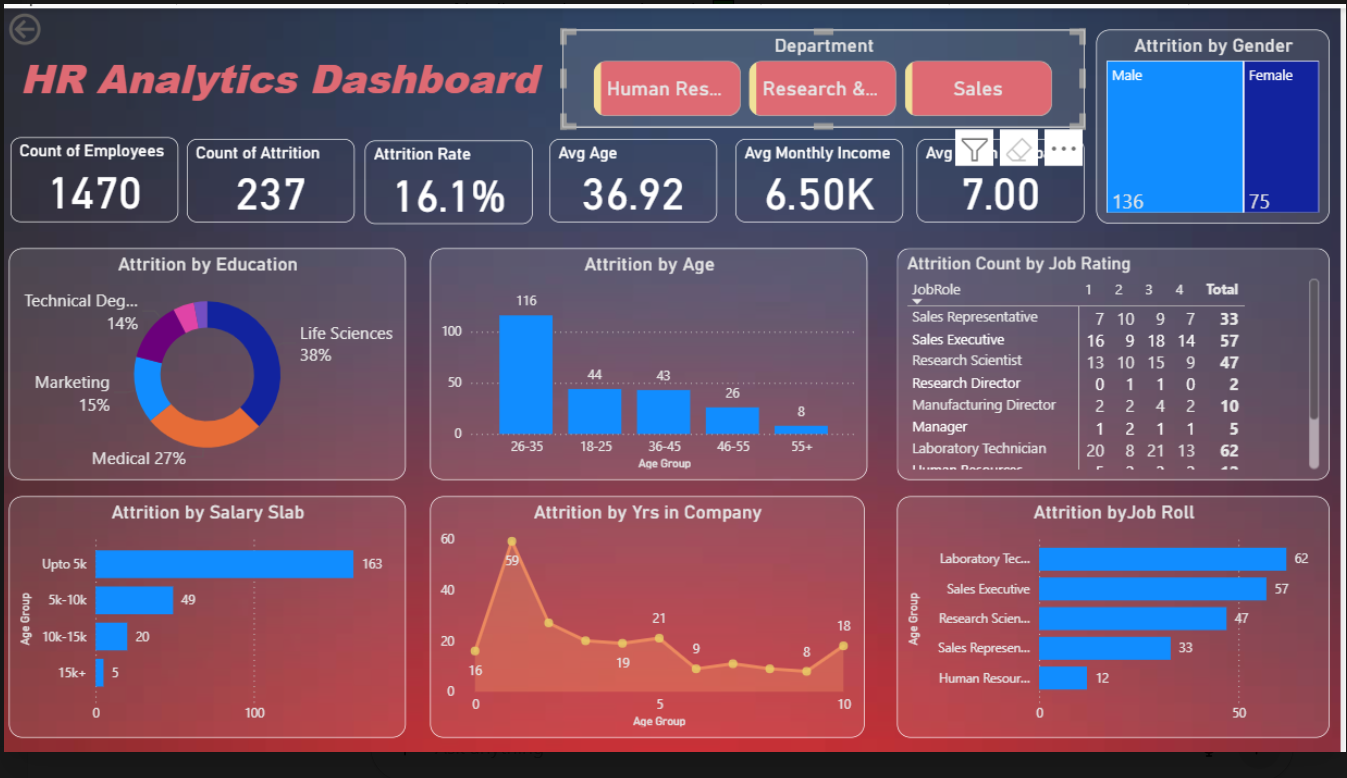 HR Analytics Dashboard
Department
Human Res...
Research &...
Sales
Attrition by Gender
Male
136
Female
75
Count of Employees
1470
Count of Attrition
237
Attrition Rate
16.1%
Avg Age
36.92
Avg Monthly Income
6.50K
Avg
7.00
Attrition by Education
Technical Deg...
14%
Life Sciences
38%
Marketing
15%
Medical 27%
Attrition by Age
116
44
43
26
8
100
50
0
26-35 18-25 36-45 46-55 55+
Age Group
Attrition Count by Job Rating
JobRole 1 2 3 4 Total
Sales Representative 7 10 9 7 33
Sales Executive 16 9 18 14 57
Research Scientist 13 10 15 9 47
Research Director 0 1 1 0 2
Manufacturing Director 2 2 4 2 10
Manager 1 2 1 1 5
Laboratory Technician 20 8 21 13 62
Human Resources
Attrition by Salary Slab
Age Group
Upto 5k 163
5k-10k 49
10k-15k 20
15k+ 5
0 100
Attrition by Yrs in Company
60
40
20
0
16
59
19
21
9
8
18
0 5 10
Age Group
Attrition byJob Roll
Age Group
Laboratory Tec... 62
Sales Executive 57
Research Scien... 47
Sales Represen... 33
Human Resour... 12
0 50